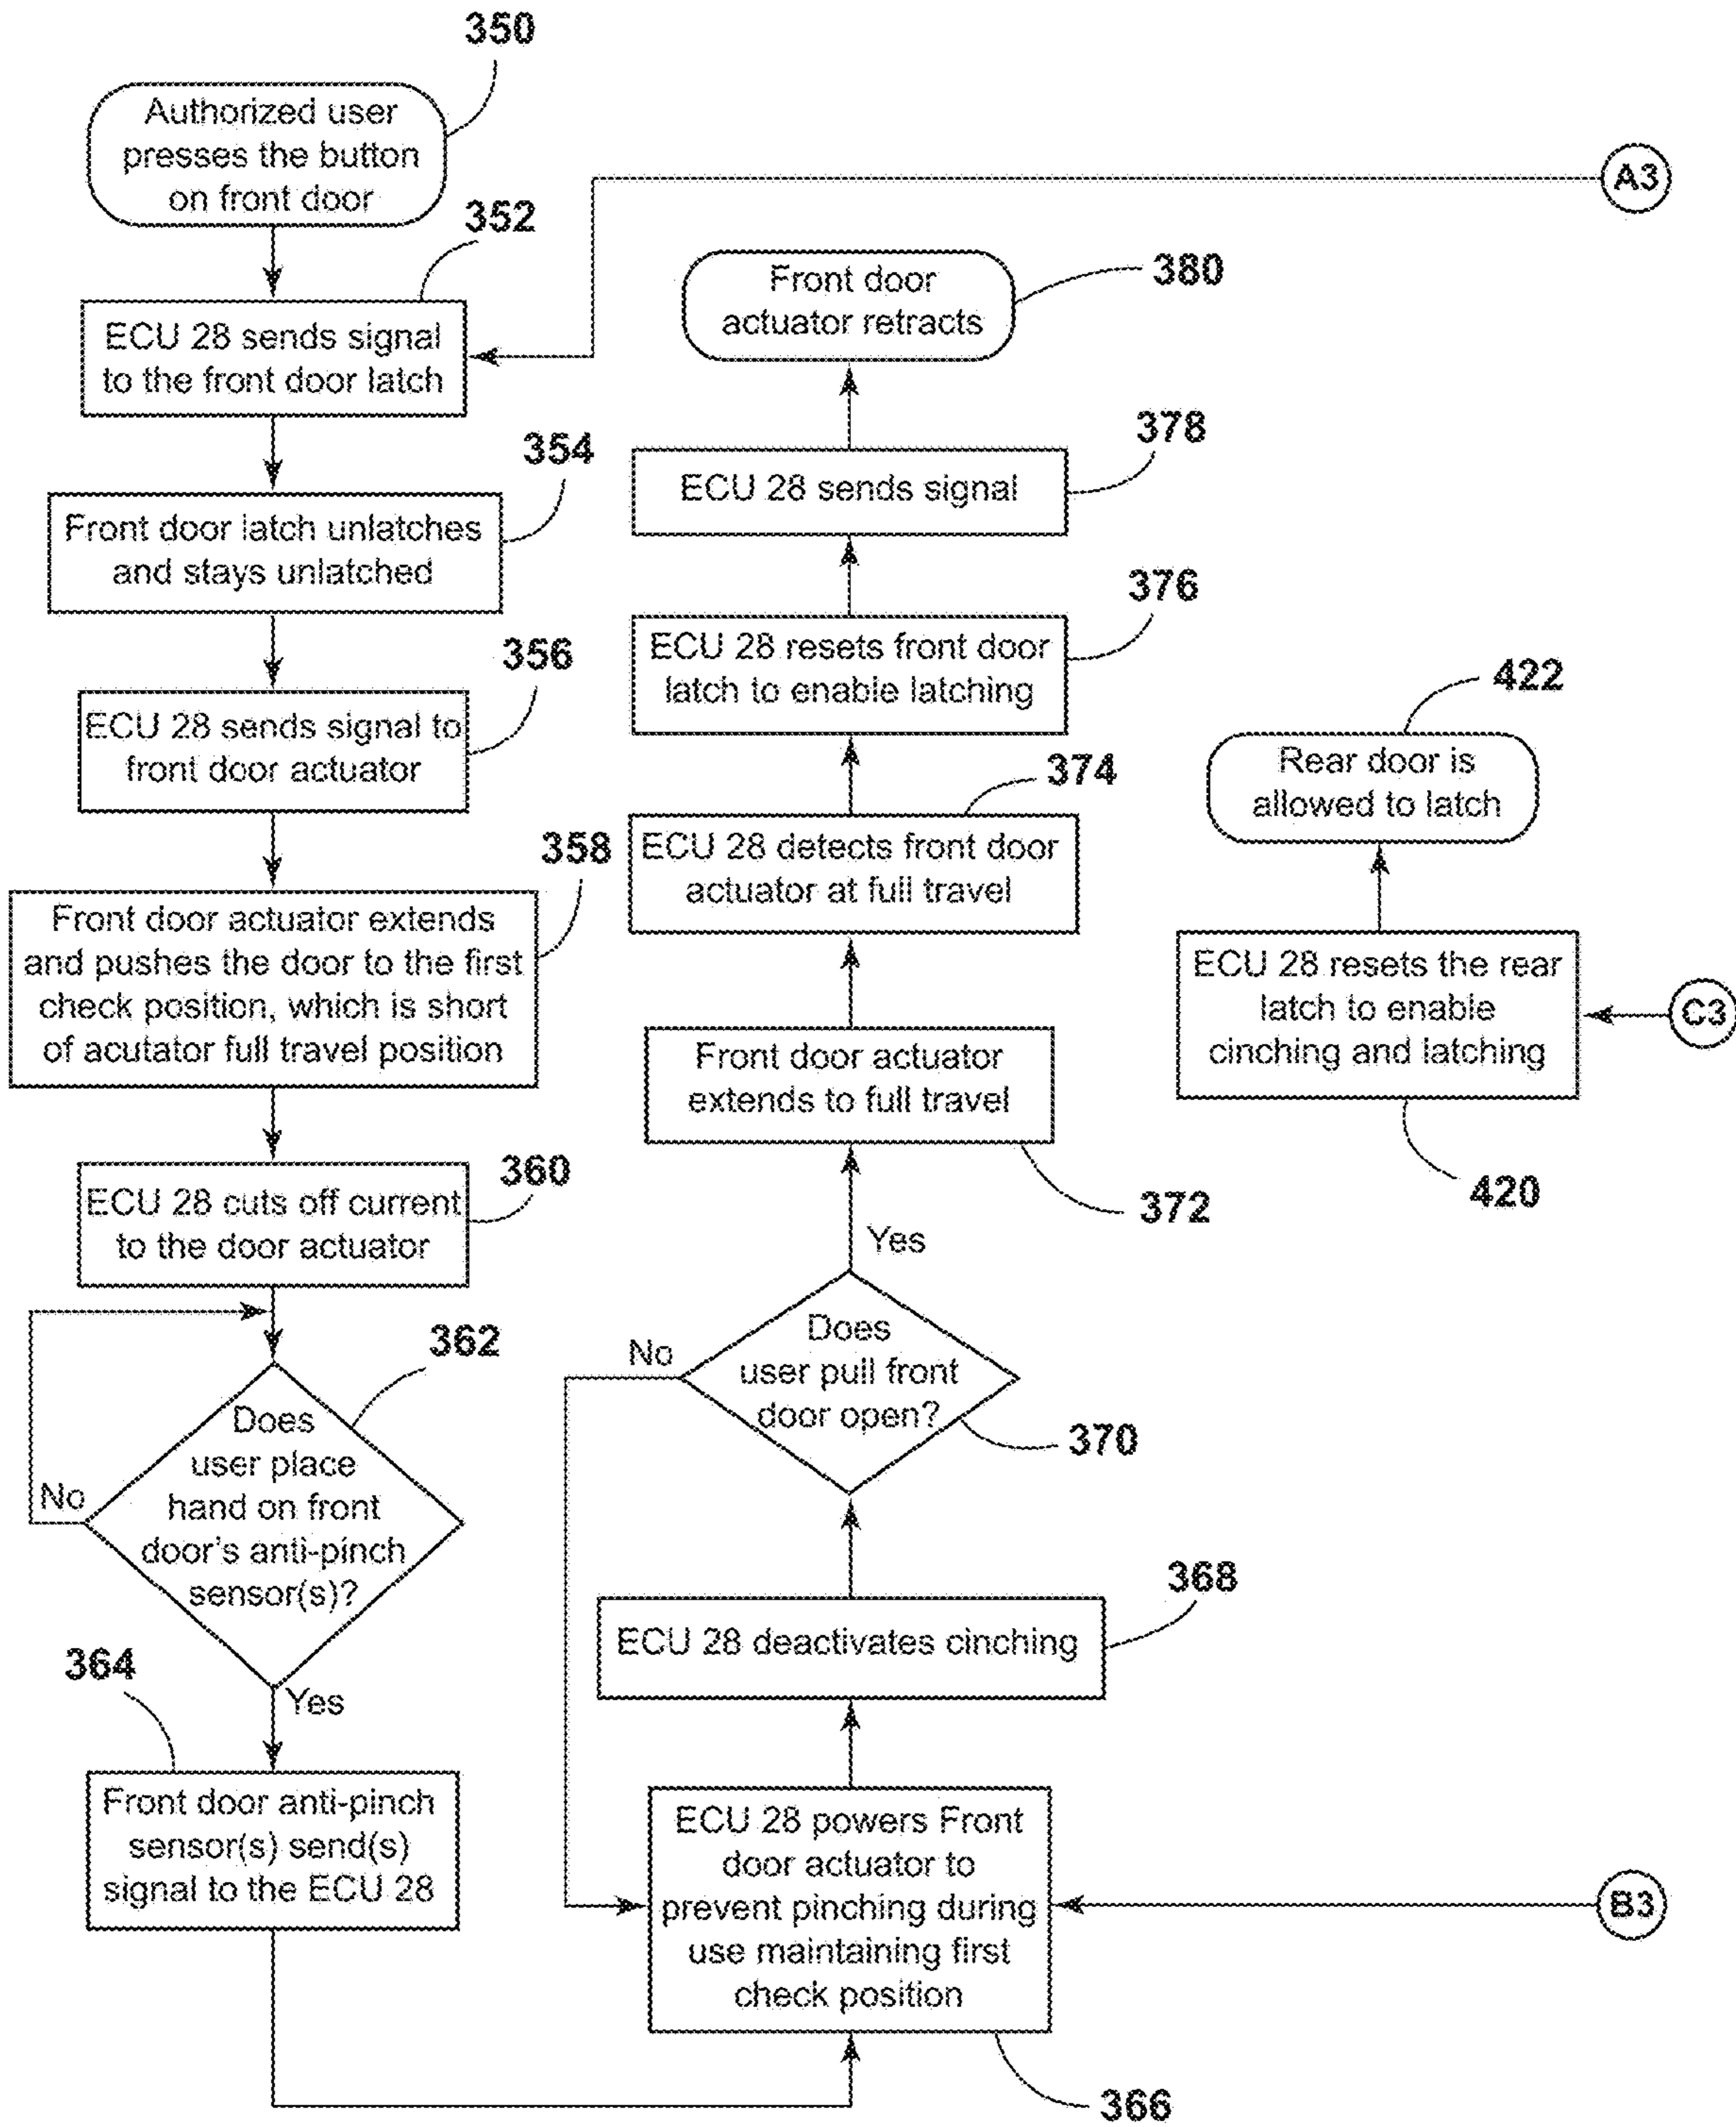 350
Authorized user
presses the button
on front door
352
ECU 28 sends signal
to the front door latch
354
Front door latch unlatches
and stays unlatched
356
ECU 28 sends signal to
front door actuator
358
Front door actuator extends
and pushes the door to the first
check position, which is short
of acutator full travel position
360
ECU 28 cuts off current
to the door actuator
362
Does
user place
hand on front
door's anti-pinch
sensor(s)?
No
Yes
364
Front door anti-pinch
sensor(s) send(s)
signal to the ECU 28
A3
380
Front door
actuator retracts
378
ECU 28 sends signal
376
ECU 28 resets front door
latch to enable latching
374
ECU 28 detects front door
actuator at full travel
Front door actuator
extends to full travel
372
Yes
No
Does
user pull front
door open?
370
368
ECU 28 deactivates cinching
ECU 28 powers Front
door actuator to
prevent pinching during
use maintaining first
check position
366
B3
422
Rear door is
allowed to latch
ECU 28 resets the rear
latch to enable
cinching and latching
C3
420